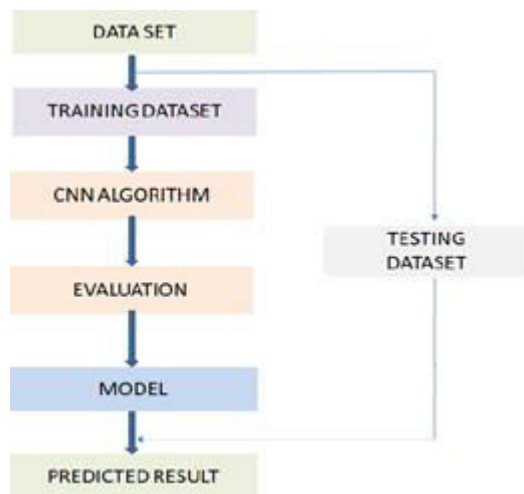 DATA SET
TRAINING DATASET
CNN ALGORITHM
TESTING
DATASET
EVALUATION
MODEL
PREDICTED RESULT